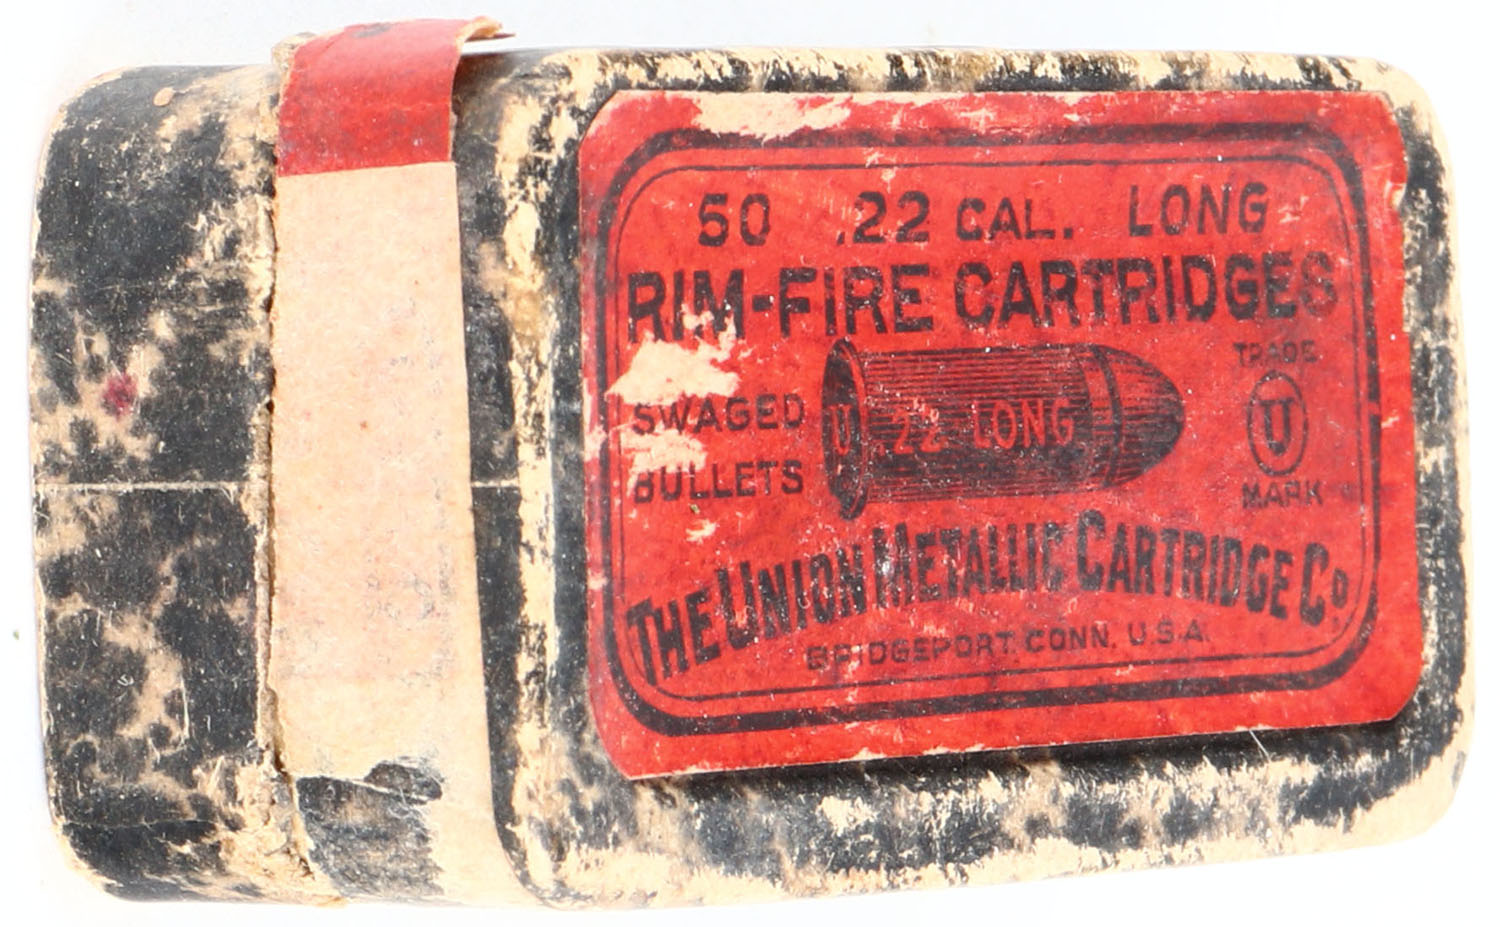 50 .22 CAL. LONG
RIM-FIRE CARTRIDGES
SWAGED
BULLETS
U .22 LONG
TRADE
U
MARK
THE UNION METALLIC CARTRIDGE CO.
BRIDGEPORT. CONN. U.S.A.